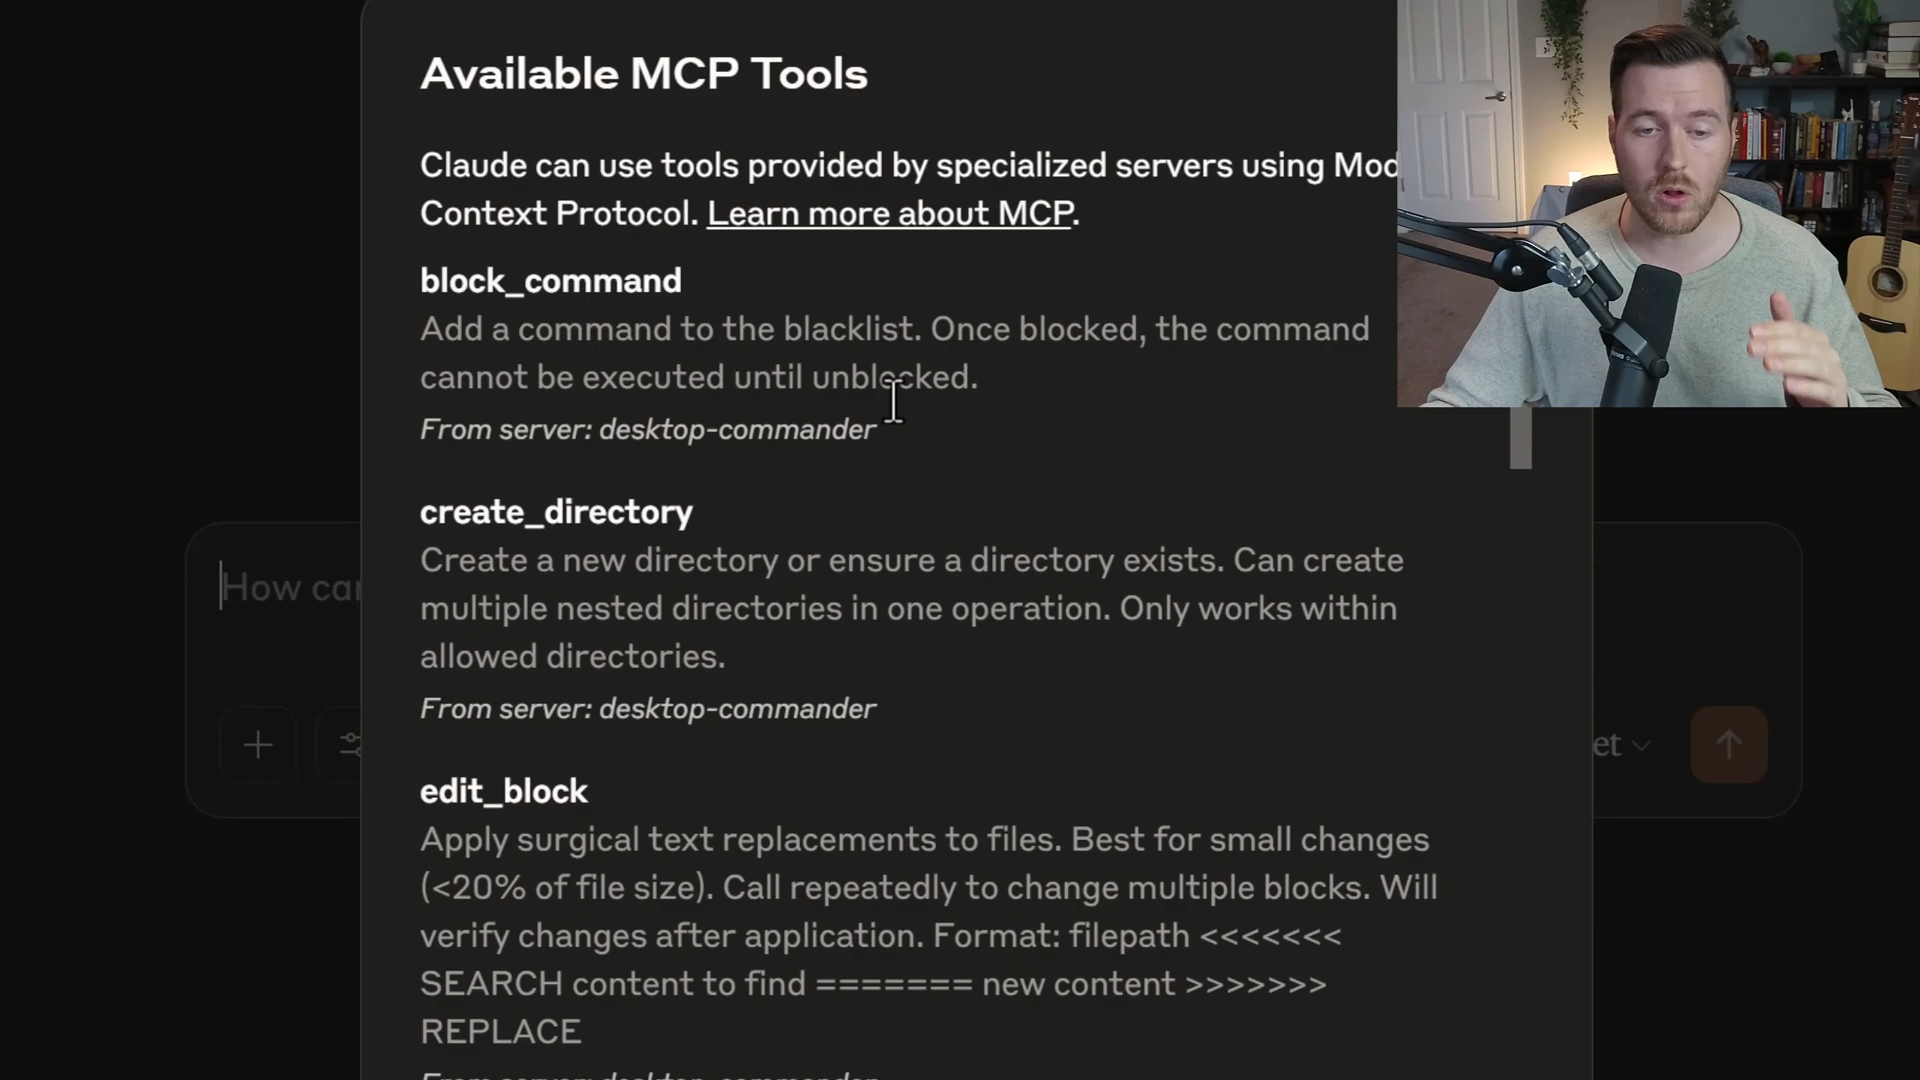 Available MCP Tools
Claude can use tools provided by specialized servers using Mod
Context Protocol. Learn more about MCP.
block_command
Add a command to the blacklist. Once blocked, the command
cannot be executed until unblocked.
From server: desktop-commander
create_directory
Create a new directory or ensure a directory exists. Can create
multiple nested directories in one operation. Only works within
allowed directories.
From server: desktop-commander
How can
et
edit_block
Apply surgical text replacements to files. Best for small changes
(<20% of file size). Call repeatedly to change multiple blocks. Will
verify changes after application. Format: filepath <<<<<<<
SEARCH content to find ======= new content >>>>>>>
REPLACE
From server: desktop-commander